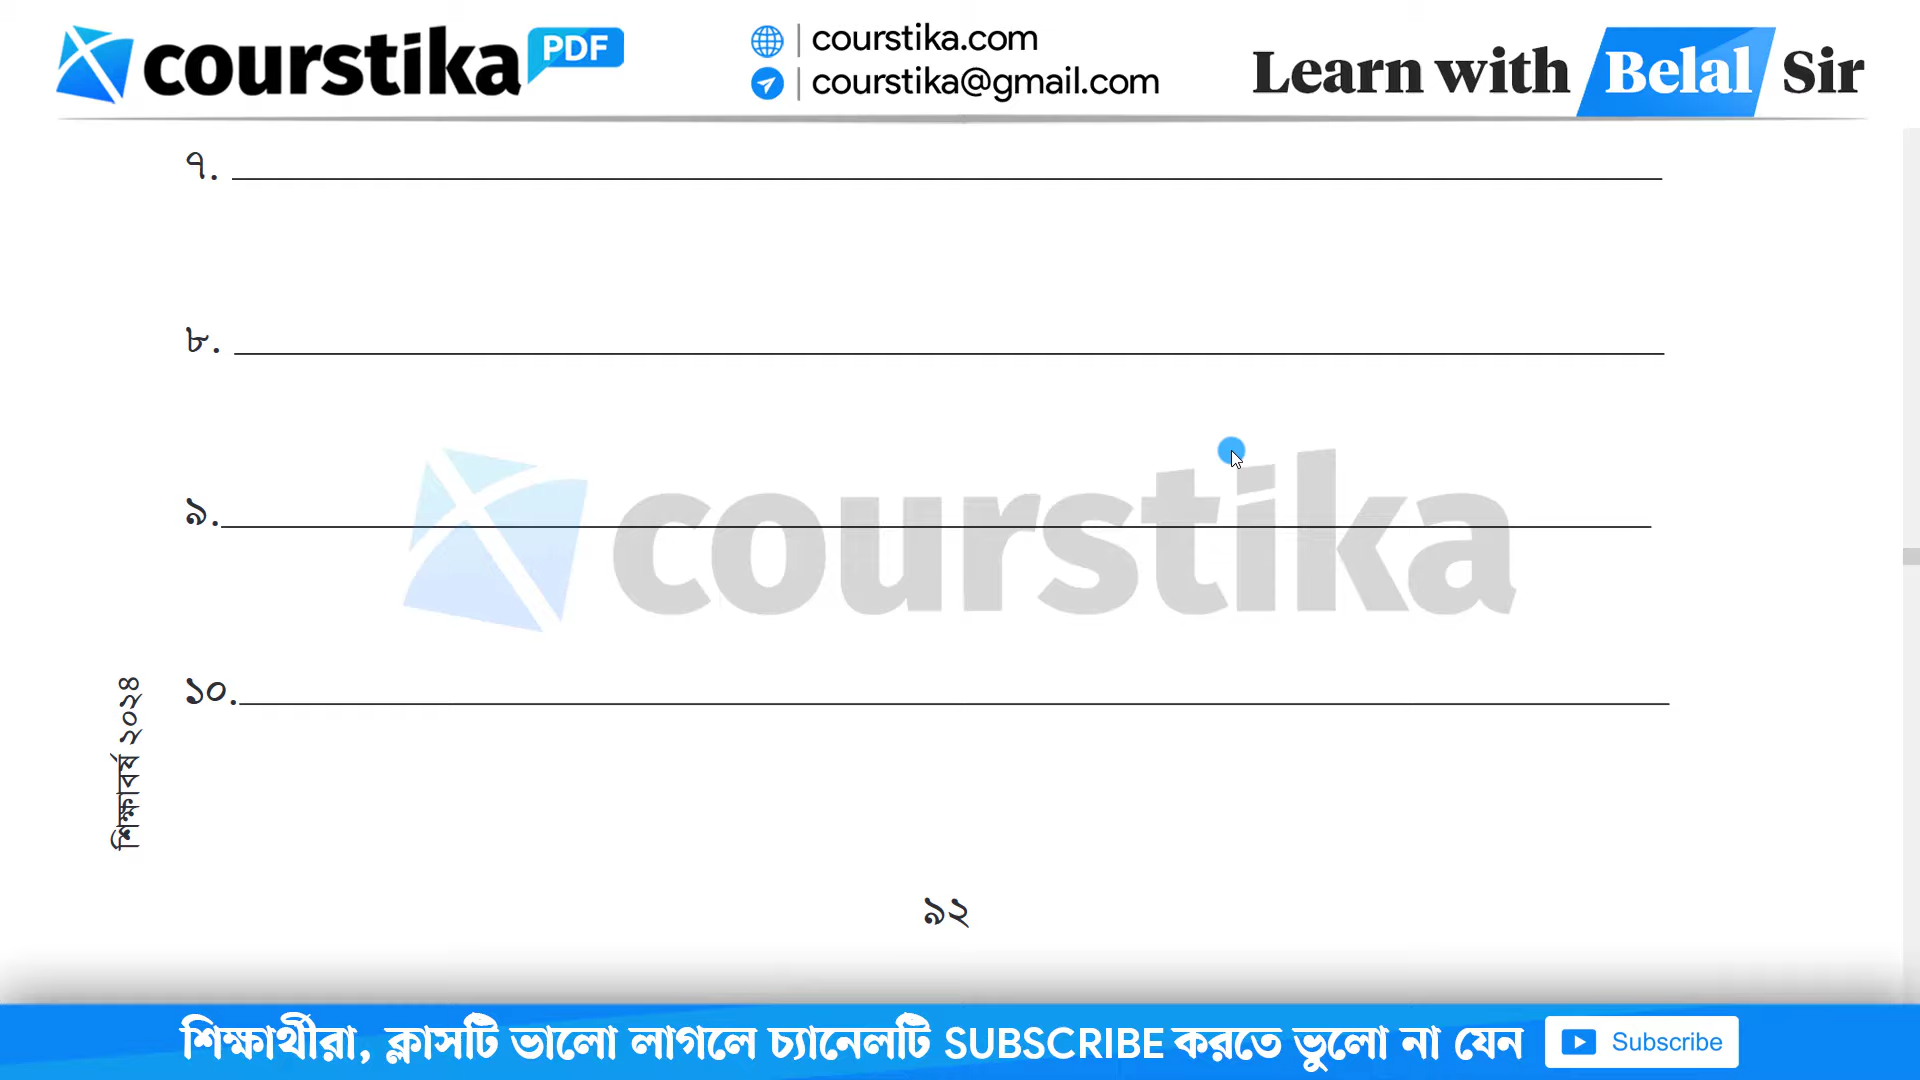 courstika PDF
courstika.com
courstika@gmail.com
Learn with Belal Sir
৭.
৮.
৯.
courstika
১০.
শিক্ষাবর্ষ ২০২৪
৯২
শিক্ষার্থীরা, ক্লাসটি ভালো লাগলে চ্যানেলটি SUBSCRIBE করতে ভুলো না যেন
Subscribe